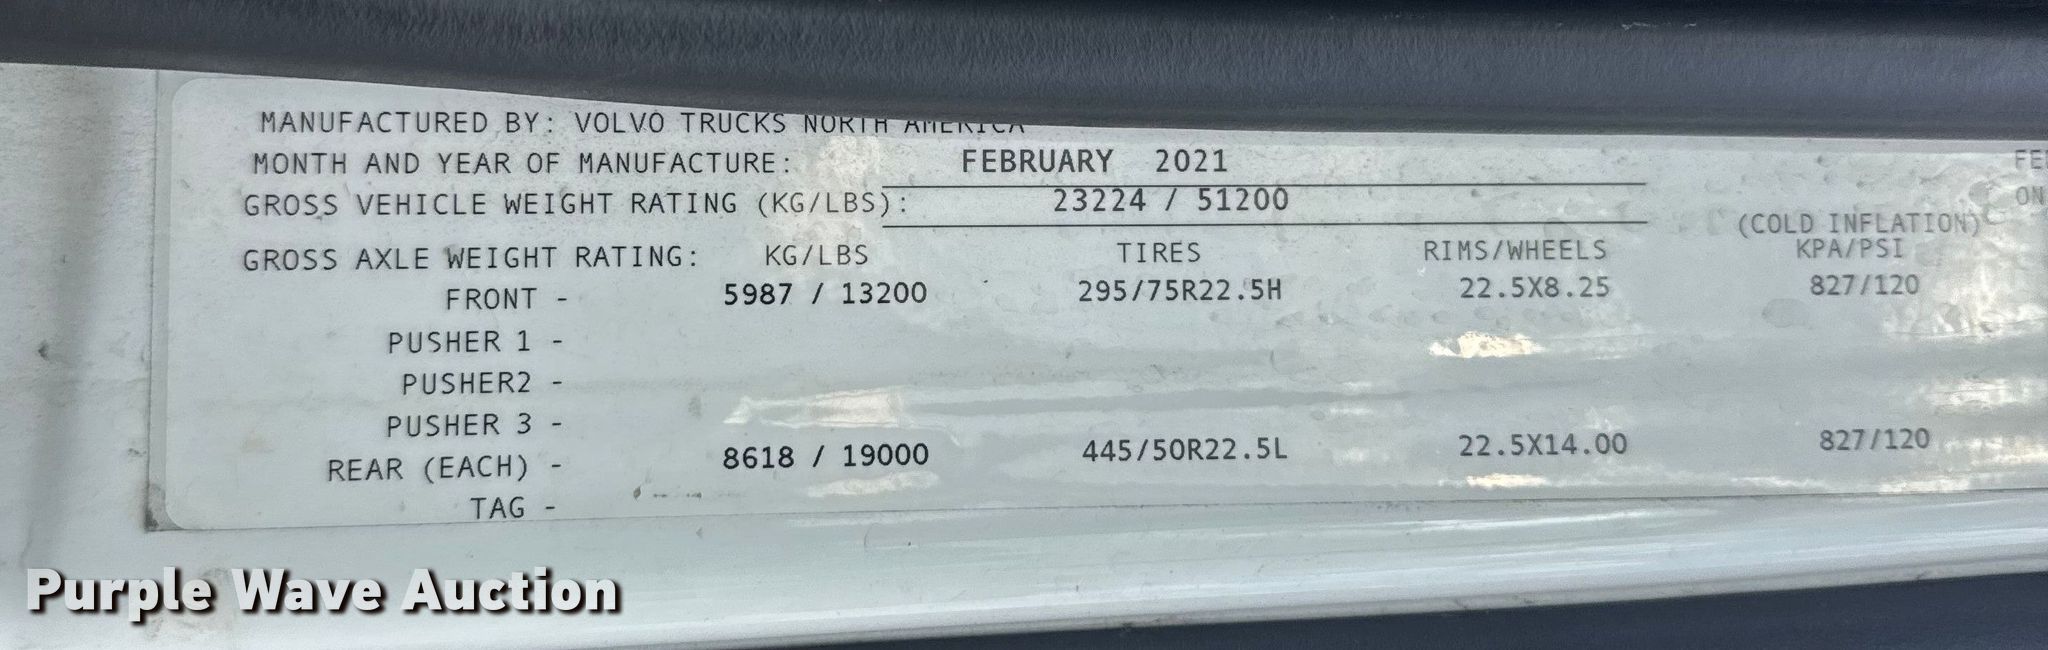 MANUFACTURED BY: VOLVO TRUCKS NORTH AMERICA
MONTH AND YEAR OF MANUFACTURE: FEBRUARY 2021
GROSS VEHICLE WEIGHT RATING (KG/LBS): 23224 / 51200
ON
(COLD INFLATION)
GROSS AXLE WEIGHT RATING: KG/LBS TIRES RIMS/WHEELS KPA/PSI
FRONT - 5987 / 13200 295/75R22.5H 22.5X8.25 827/120
PUSHER 1 -
PUSHER2 -
PUSHER 3 -
REAR (EACH) - 8618 / 19000 445/50R22.5L 22.5X14.00 827/120
TAG -
Purple Wave Auction